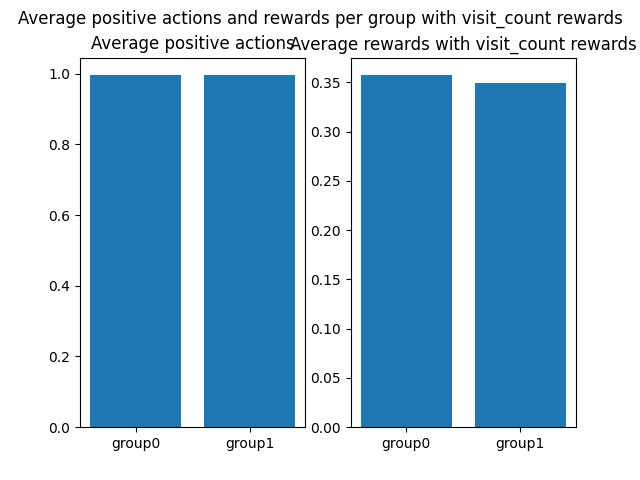 Average positive actions and rewards per group with visit_count rewards
Average positive actions
1.0
0.8
0.6
0.4
0.2
0.0
group0 group1
Average rewards with visit_count rewards
0.35
0.30
0.25
0.20
0.15
0.10
0.05
0.00
group0 group1